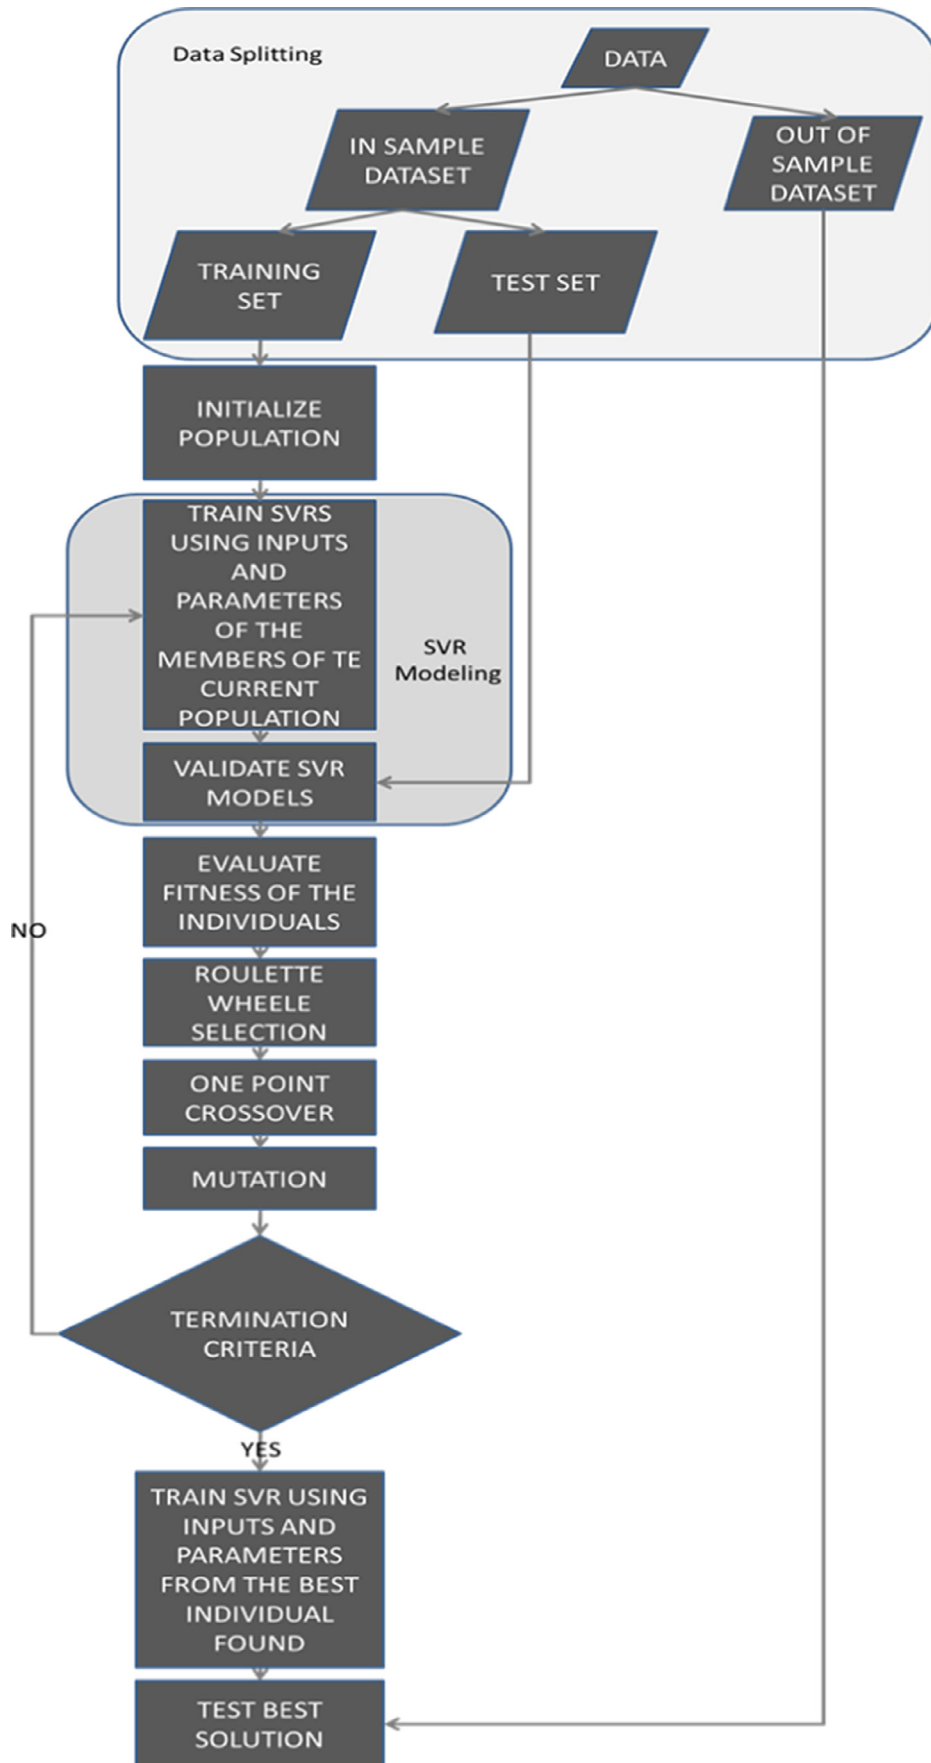 Data Splitting
DATA
IN SAMPLE
DATASET
OUT OF
SAMPLE
DATASET
TRAINING
SET
TEST SET
INITIALIZE
POPULATION
TRAIN SVRS
USING INPUTS
AND
PARAMETERS
OF THE
MEMBERS OF TE
CURRENT
POPULATION
SVR
Modeling
VALIDATE SVR
MODELS
EVALUATE
FITNESS OF THE
INDIVIDUALS
NO
ROULETTE
WHEELE
SELECTION
ONE POINT
CROSSOVER
MUTATION
TERMINATION
CRITERIA
YES
TRAIN SVR USING
INPUTS AND
PARAMETERS
FROM THE BEST
INDIVIDUAL
FOUND
TEST BEST
SOLUTION